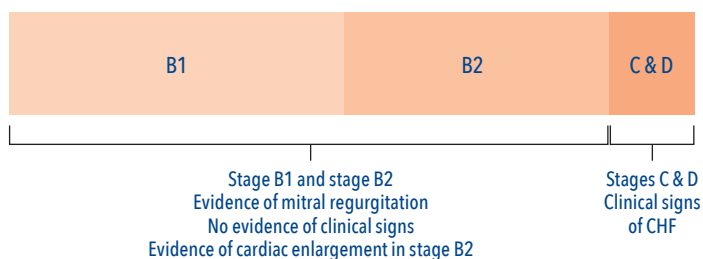 B1
B2
C & D
Stage B1 and stage B2
Evidence of mitral regurgitation
No evidence of clinical signs
Evidence of cardiac enlargement in stage B2
Stages C & D
Clinical signs
of CHF